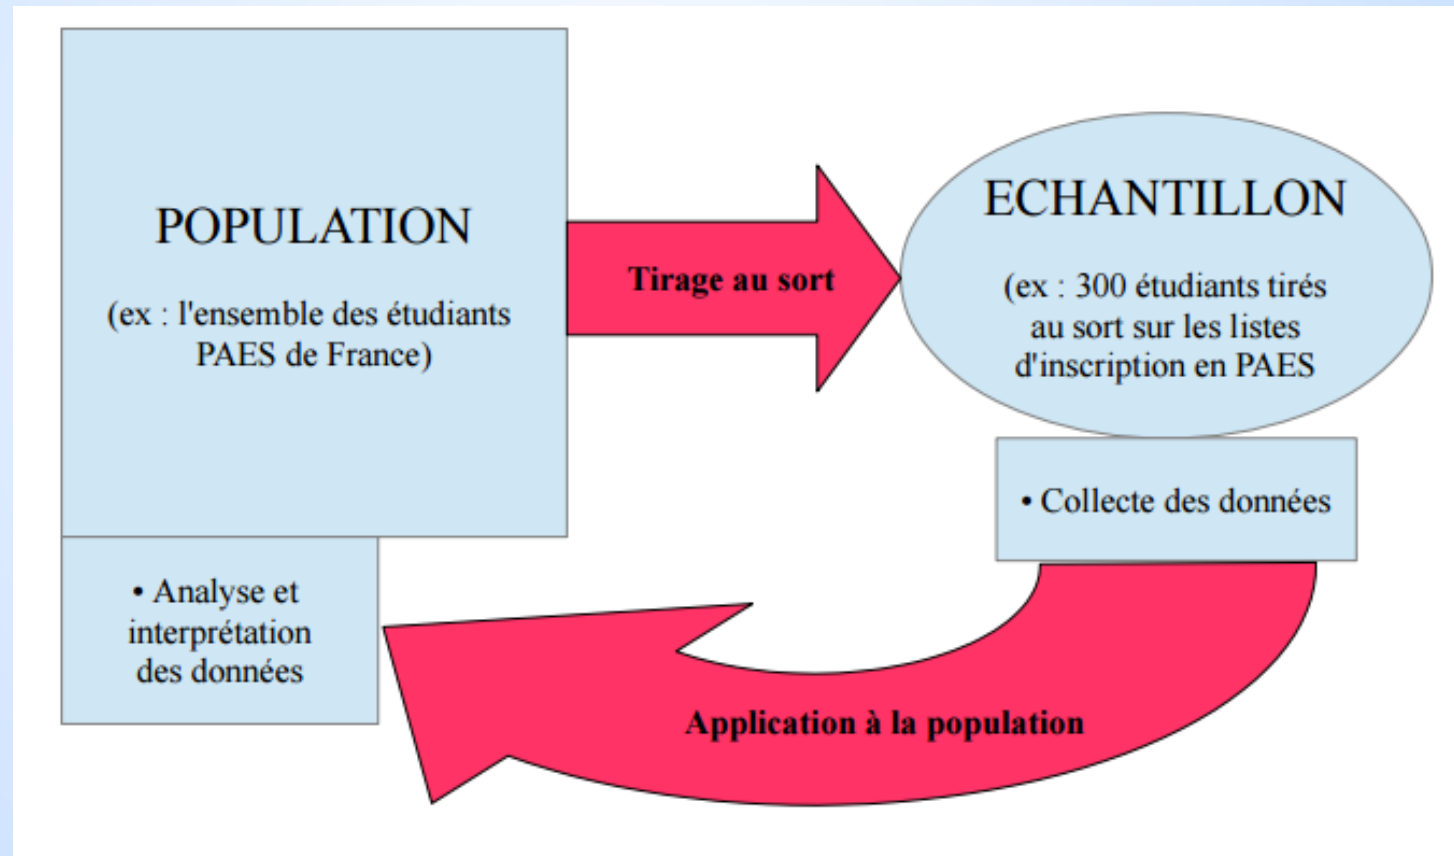 POPULATION
(ex : l'ensemble des étudiants
PAES de France)
Tirage au sort
ECHANTILLON
(ex : 300 étudiants tirés
au sort sur les listes
d'inscription en PAES
• Collecte des données
• Analyse et
interprétation
des données
Application à la population